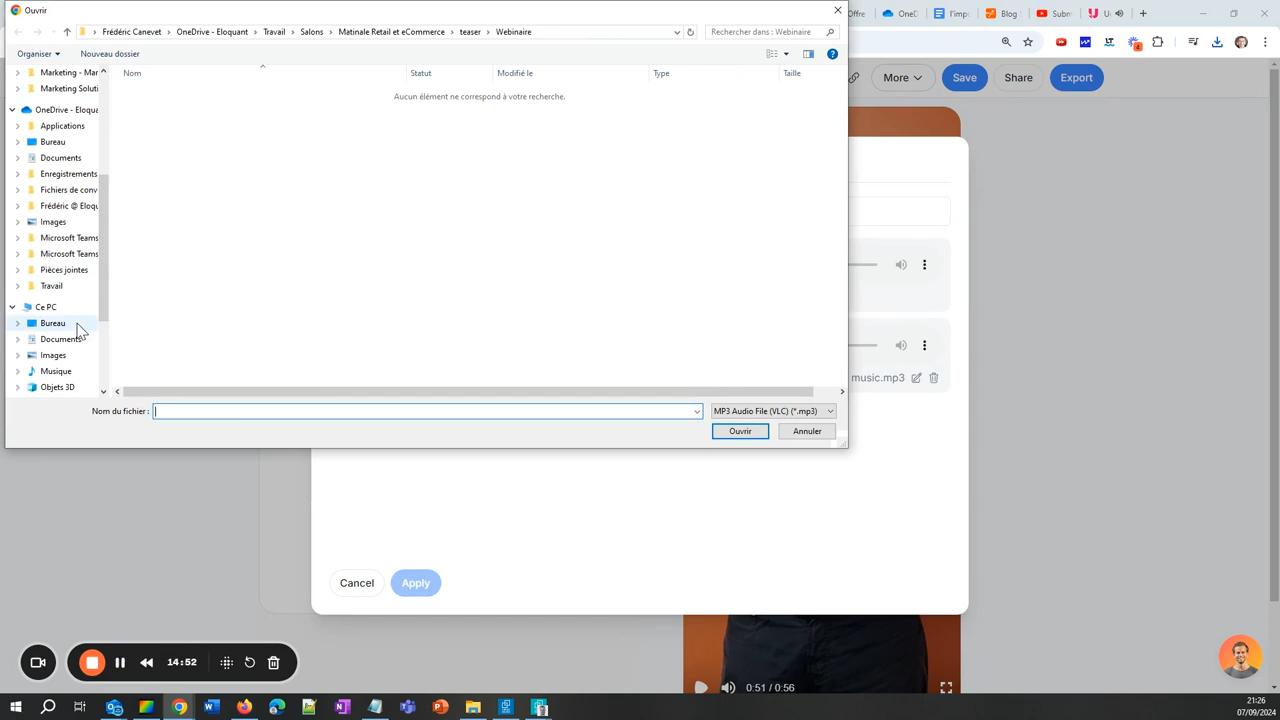 Ouvrir
Frédéric Canevet > OneDrive - Eloquant > Travail > Salons > Matinale Retail et eCommerce > teaser > Webinaire
Rechercher dans : Webinaire
Organiser
Nouveau dossier
Nom
Statut
Modifié le
Type
Taille
Aucun élément ne correspond à votre recherche.
Marketing - Mar
Marketing Soluti
OneDrive - Eloqua
Applications
Bureau
Documents
Enregistrements
Fichiers de conv
Frédéric @ Eloqu
Images
Microsoft Teams
Microsoft Teams
Pièces jointes
Travail
Ce PC
Bureau
Documents
Images
Musique
Objets 3D
Nom du fichier :
MP3 Audio File (VLC) (*.mp3)
Ouvrir
Annuler
Offre
OneD
l'imp
Blog
Subm
Ud
4
More
Save
Share
Export
music.mp3
Cancel
Apply
14:52
0:51 / 0:56
21:26
07/09/2024